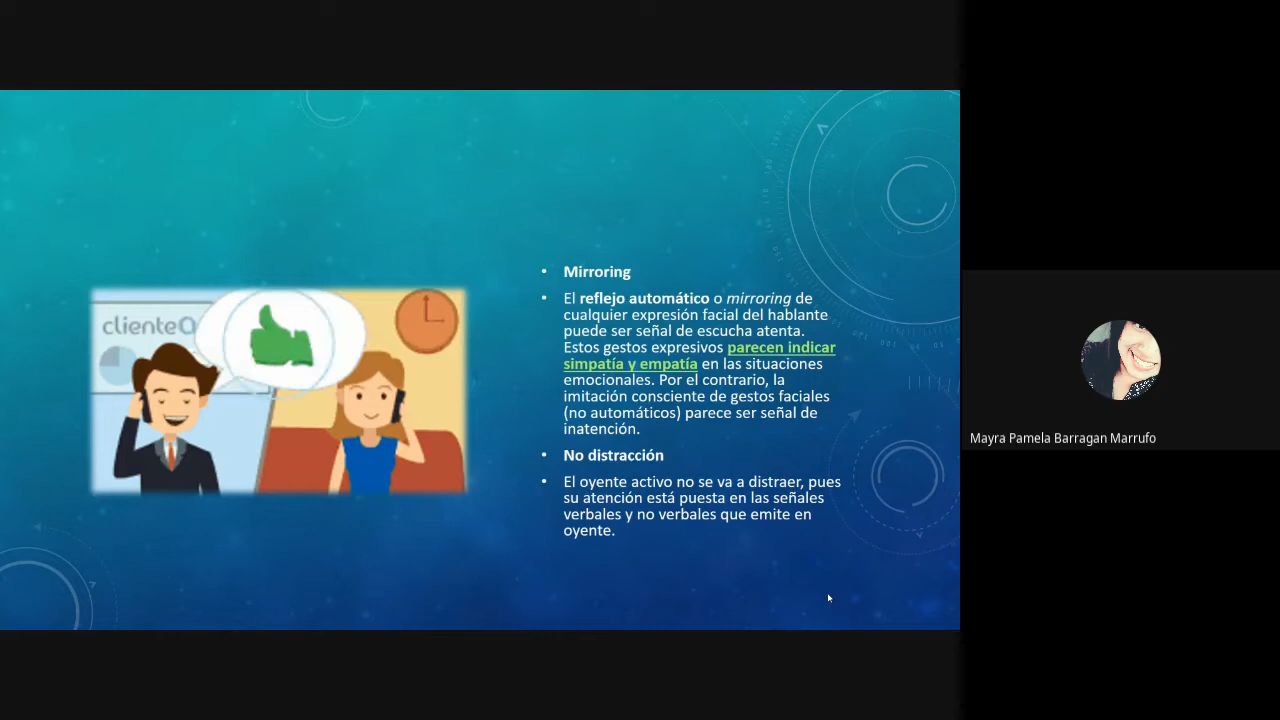 clienteQ
• Mirroring
• El reflejo automático o mirroring de
cualquier expresión facial del hablante
puede ser señal de escucha atenta.
Estos gestos expresivos parecen indicar
simpatía y empatía en las situaciones
emocionales. Por el contrario, la
imitación consciente de gestos faciales
(no automáticos) parece ser señal de
inatención.
• No distracción
• El oyente activo no se va a distraer, pues
su atención está puesta en las señales
verbales y no verbales que emite en
oyente.
Mayra Pamela Barragan Marrufo